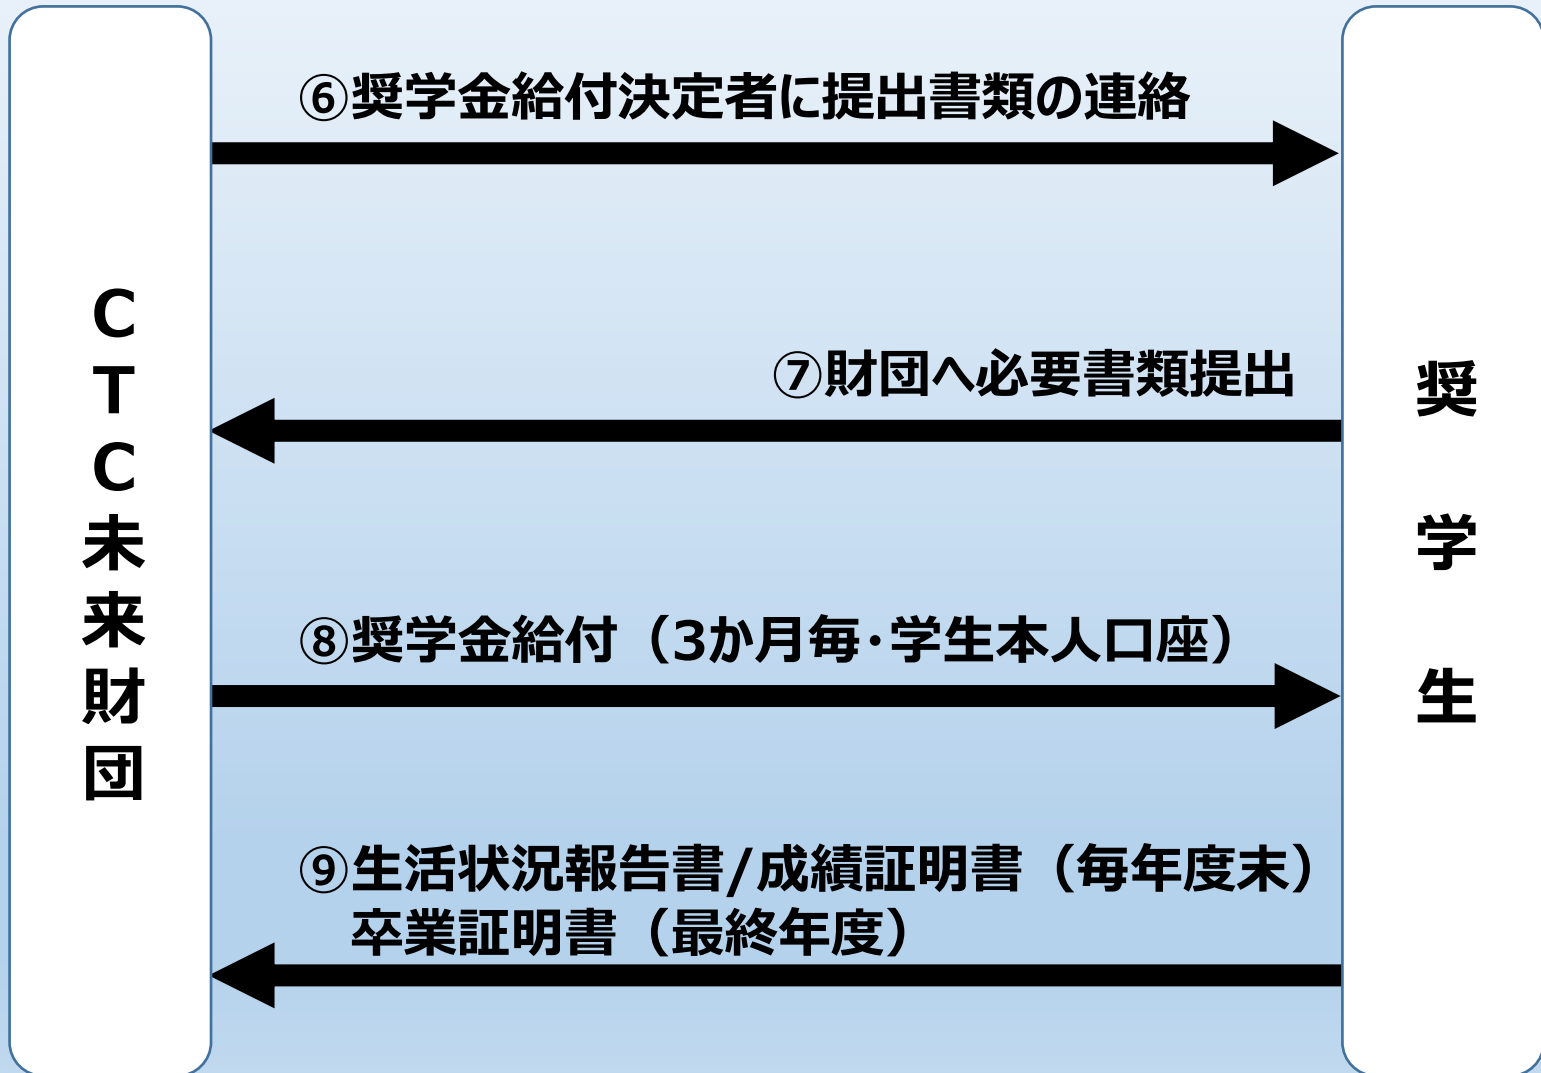 CTC未来財団
⑥奨学金給付決定者に提出書類の連絡
⑦財団へ必要書類提出
⑧奨学金給付（3か月毎・学生本人口座）
⑨生活状況報告書/成績証明書（毎年度末）
卒業証明書（最終年度）
奨学生